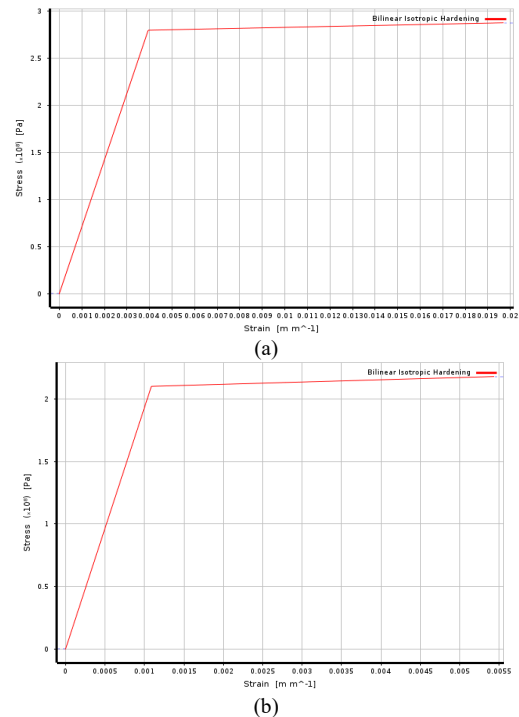 3
Bilinear Isotropic Hardening
2.5
2
1.5
1
0.5
0
Stress (ₓ10⁸) [Pa]
0 0.001 0.002 0.003 0.004 0.005 0.006 0.007 0.008 0.009 0.01 0.011 0.012 0.013 0.014 0.015 0.016 0.017 0.018 0.019 0.02
Strain [m m^-1]
(a)
Bilinear Isotropic Hardening
2
1.5
1
0.5
0
Stress (ₓ10⁸) [Pa]
0 0.0005 0.001 0.0015 0.002 0.0025 0.003 0.0035 0.004 0.0045 0.005 0.0055
Strain [m m^-1]
(b)